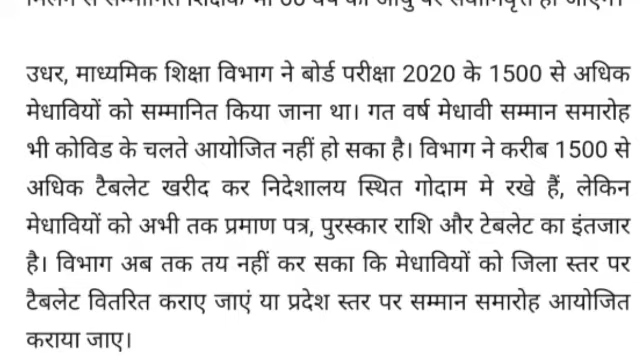 उधर, माध्यमिक शिक्षा विभाग ने बोर्ड परीक्षा 2020 के 1500 से अधिक
मेधावियों को सम्मानित किया जाना था। गत वर्ष मेधावी सम्मान समारोह
भी कोविड के चलते आयोजित नहीं हो सका है। विभाग ने करीब 1500 से
अधिक टैबलेट खरीद कर निदेशालय स्थित गोदाम मे रखे हैं, लेकिन
मेधावियों को अभी तक प्रमाण पत्र, पुरस्कार राशि और टेबलेट का इंतजार
है। विभाग अब तक तय नहीं कर सका कि मेधावियों को जिला स्तर पर
टैबलेट वितरित कराए जाएं या प्रदेश स्तर पर सम्मान समारोह आयोजित
कराया जाए।